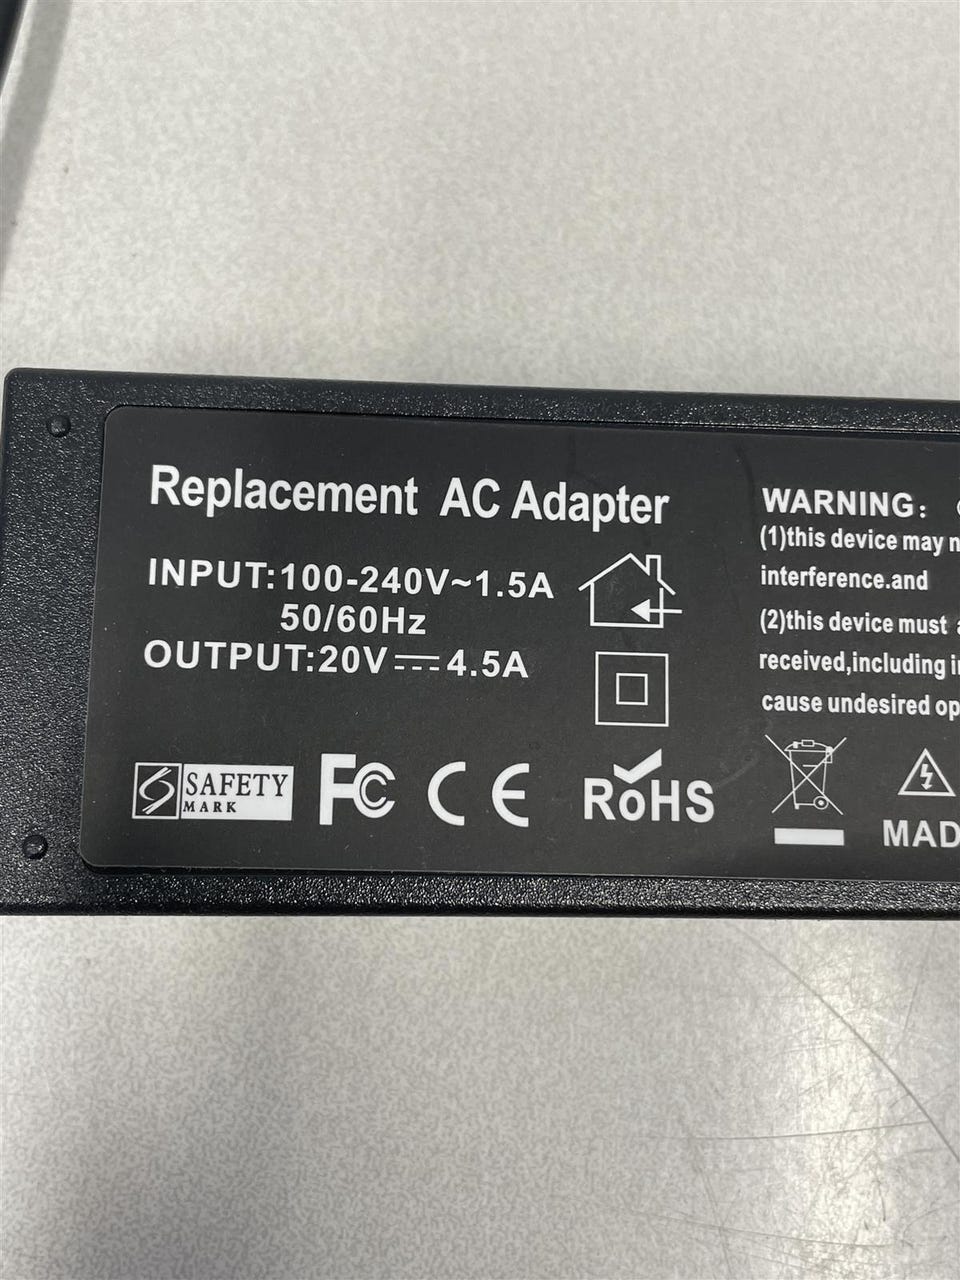 Replacement AC Adapter
INPUT:100-240V~1.5A
50/60Hz
OUTPUT:20V⎓4.5A
SAFETY
MARK
FC CE RoHS
WARNING:
(1)this device may
interference.and
(2)this device must
received,including
cause undesired